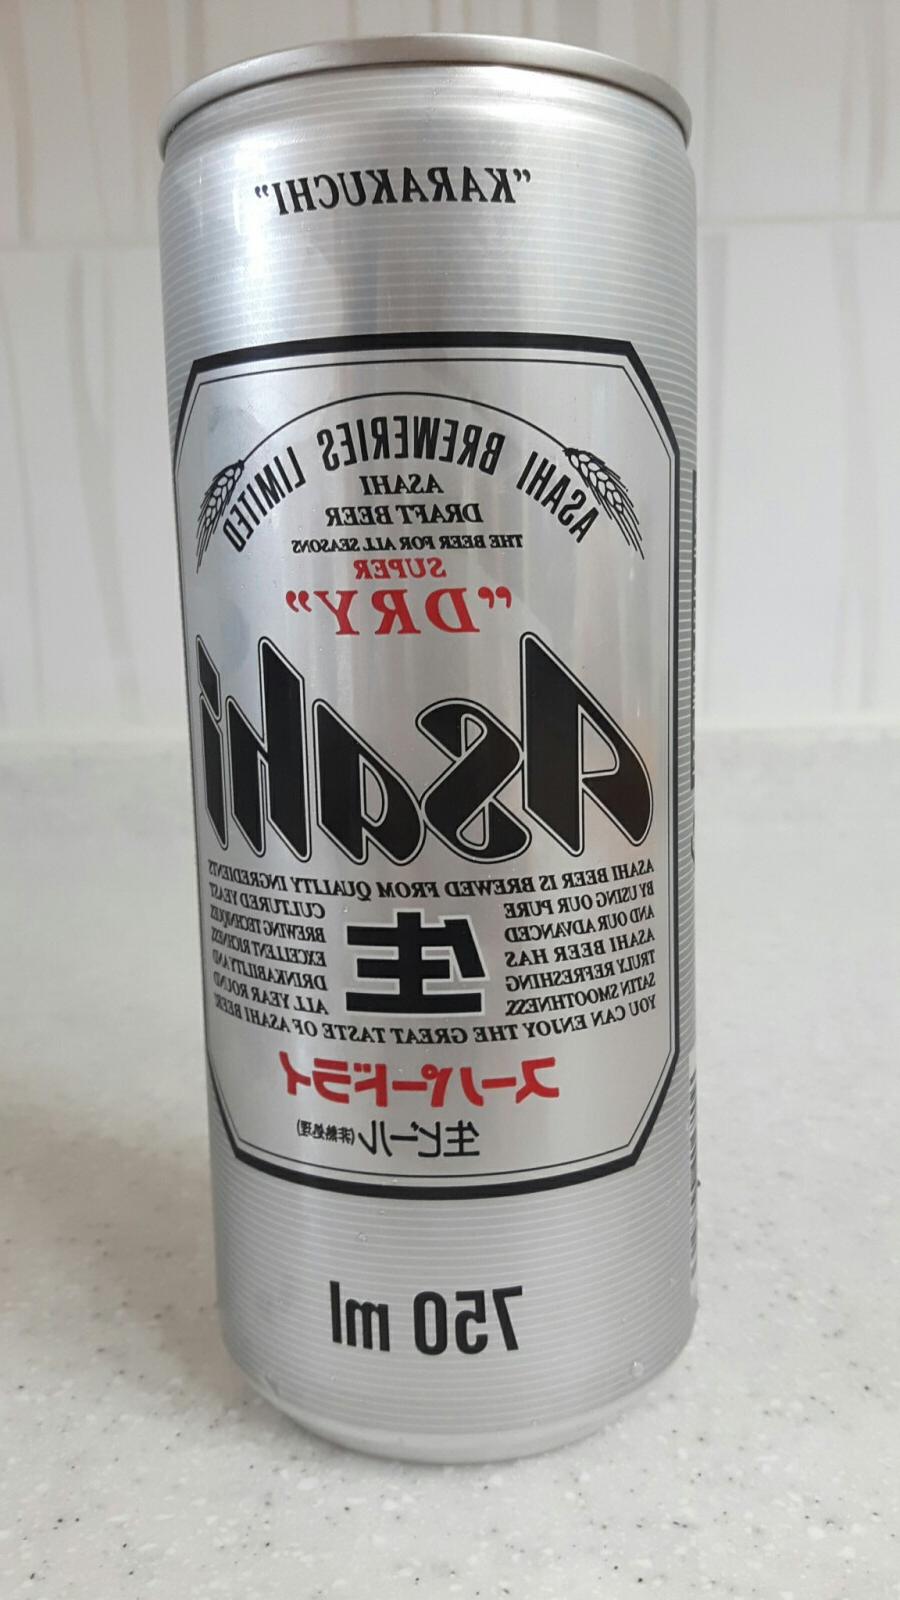 "KARAKUCHI"
ASAHI BREWERIES LIMITED
ASAHI
DRAFT BEER
THE BEER FOR ALL SEASONS
SUPER
"DRY"
Asahi
ASAHI BEER IS BREWED FROM QUALITY INGREDIENTS
BY USING OUR PURE CULTURED YEAST
AND OUR ADVANCED BREWING TECHNIQUES.
ASAHI BEER HAS EXCELLENT RICHNESS,
TRULY REFRESHING DRINKABILITY AND
SATIN SMOOTHNESS. ALL YEAR ROUND
生
YOU CAN ENJOY THE GREAT TASTE OF ASAHI BEER.
スーパードライ
生ビール(非熱処理)
750 ml